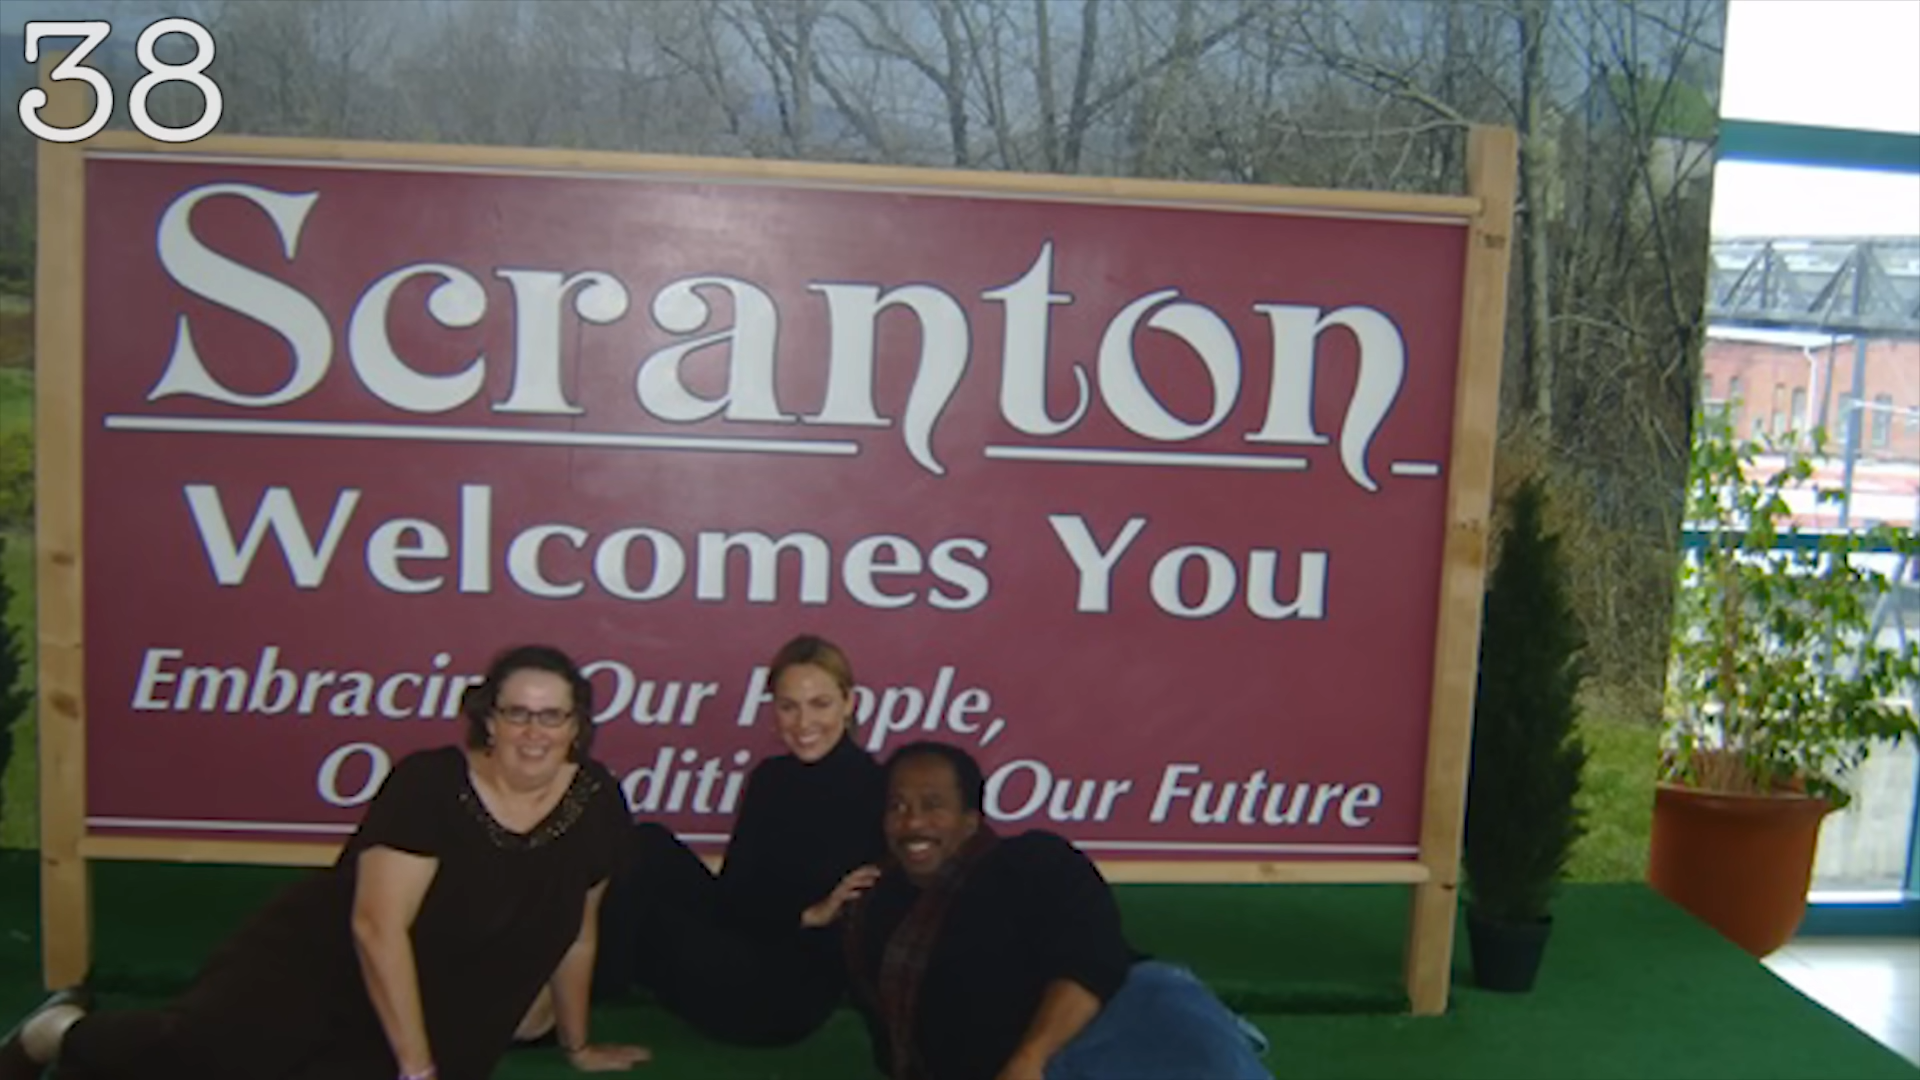 38
Scranton
Welcomes You
Embracin Our ople,
O diti Our Future